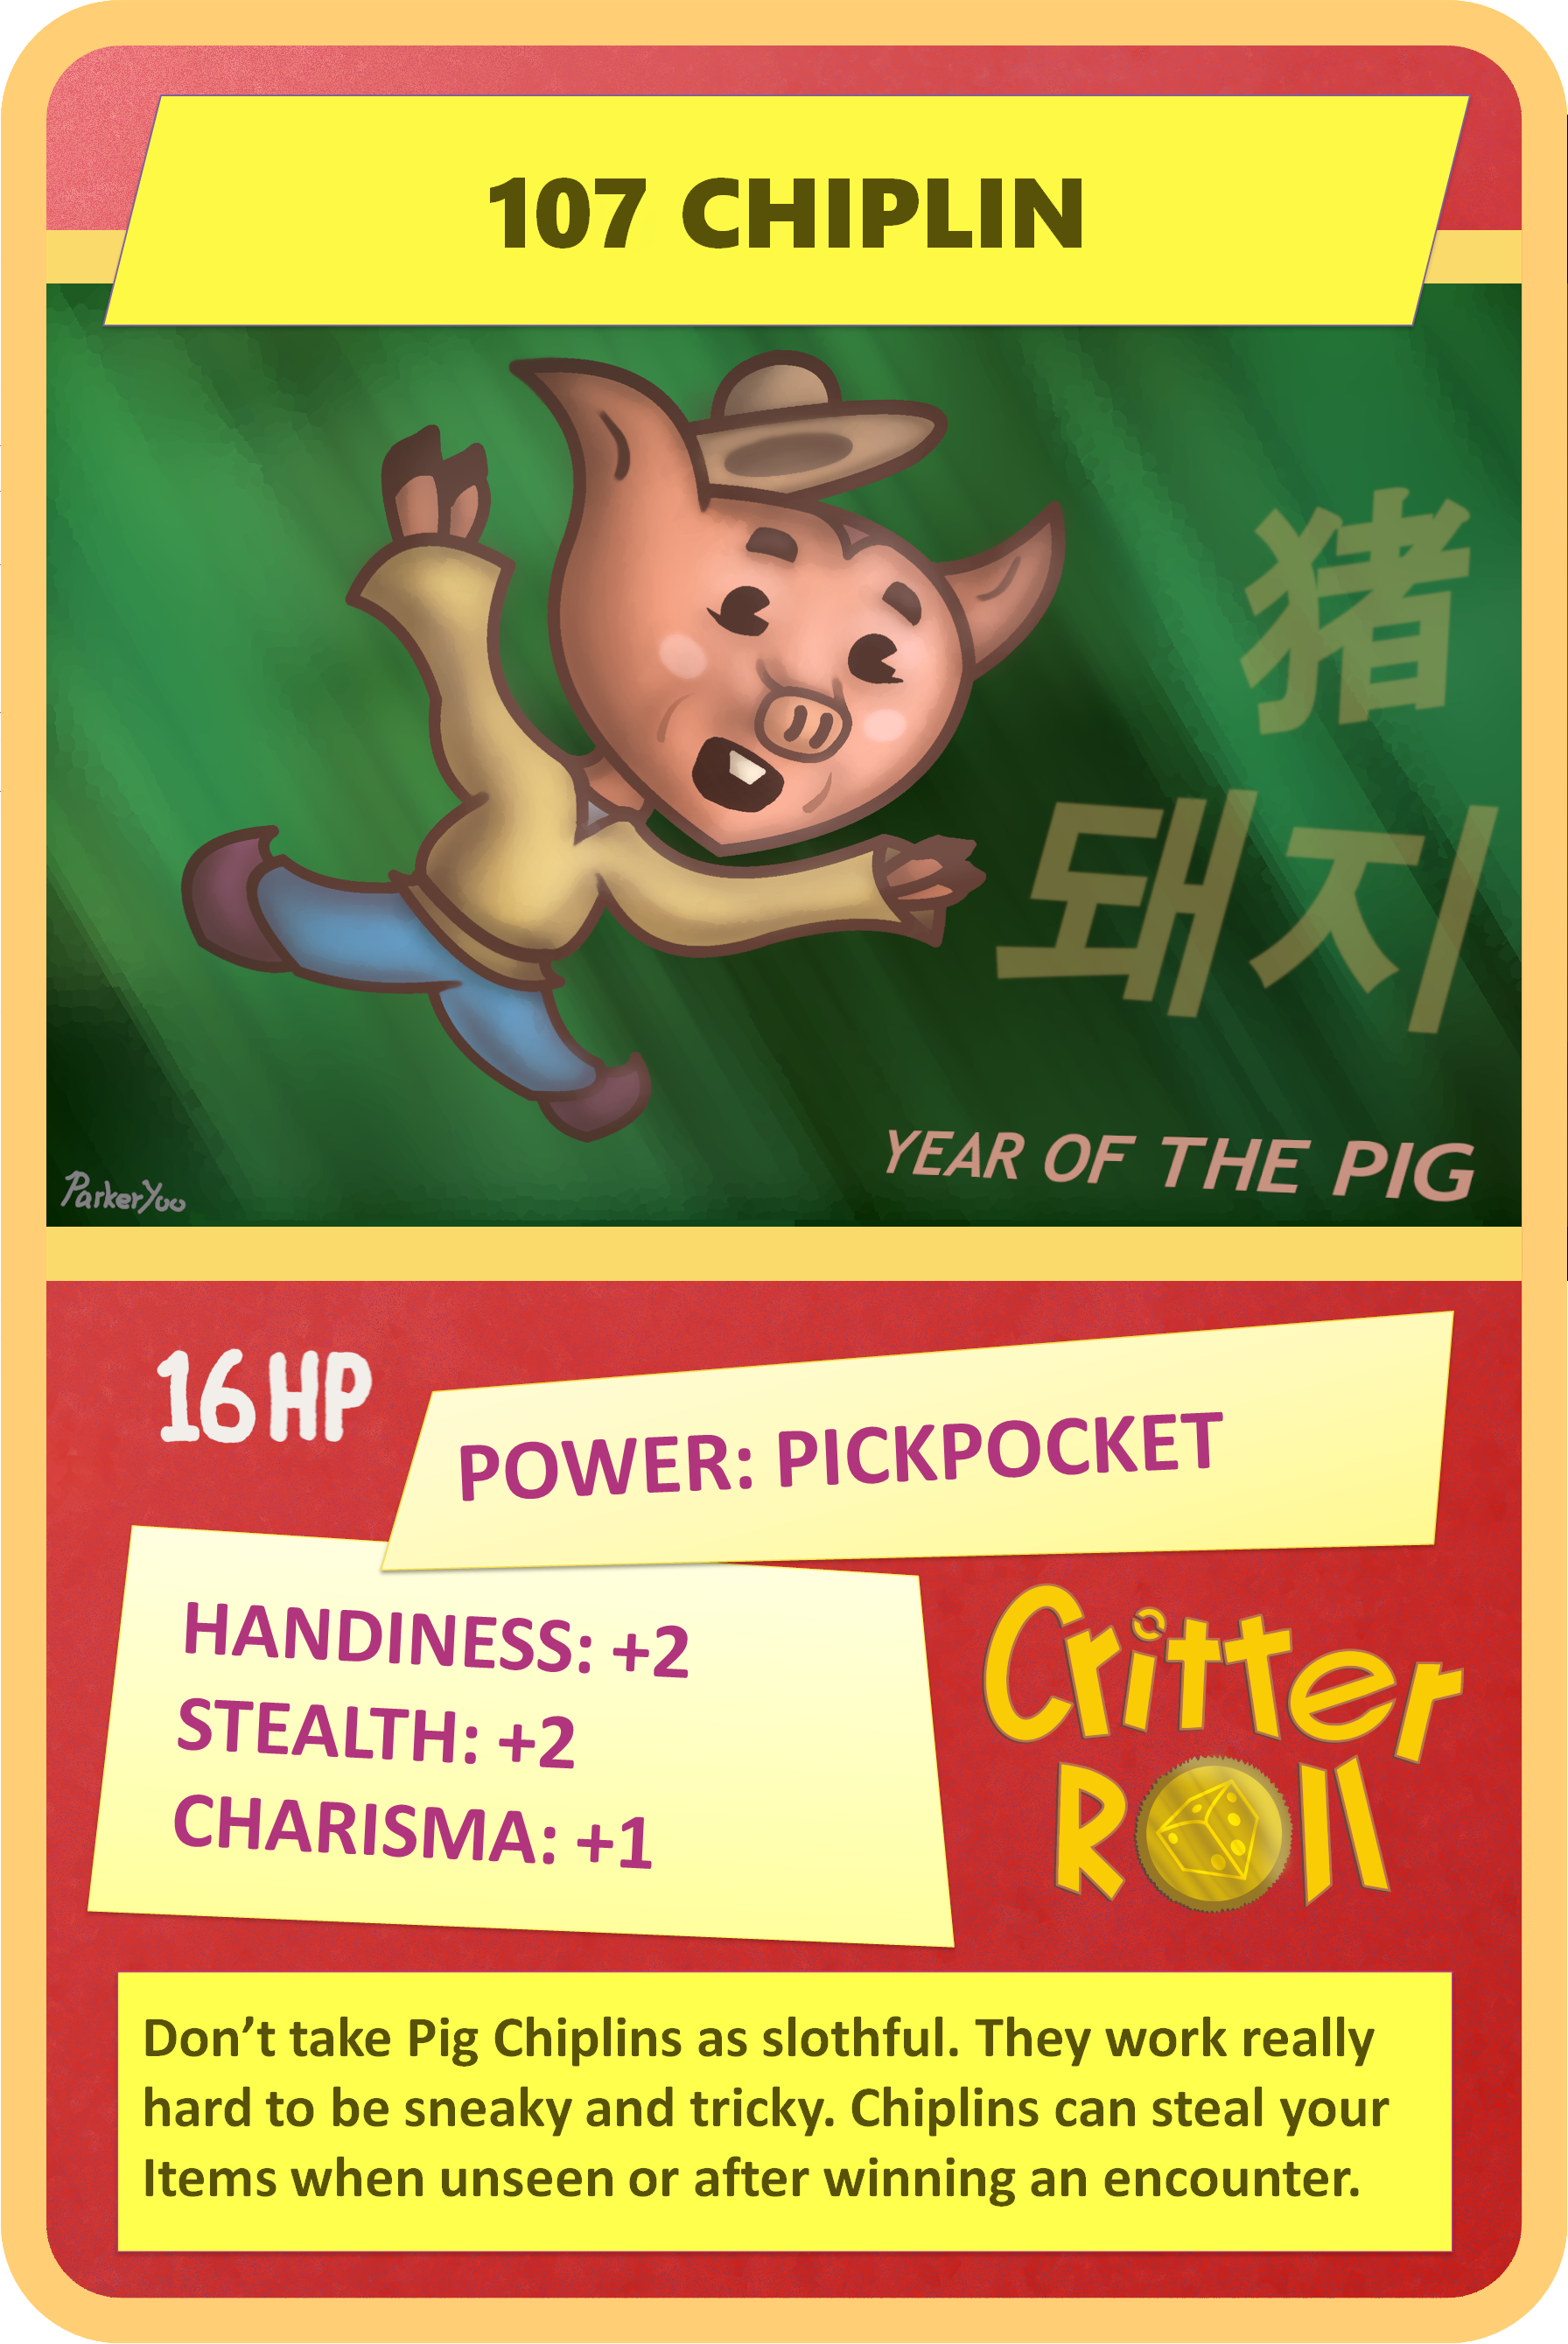 107 CHIPLIN
猪
돼지
YEAR OF THE PIG
ParkerYoo
16 HP
POWER: PICKPOCKET
HANDINESS: +2
STEALTH: +2
CHARISMA: +1
Critter
Roll
Don’t take Pig Chiplins as slothful. They work really
hard to be sneaky and tricky. Chiplins can steal your
Items when unseen or after winning an encounter.